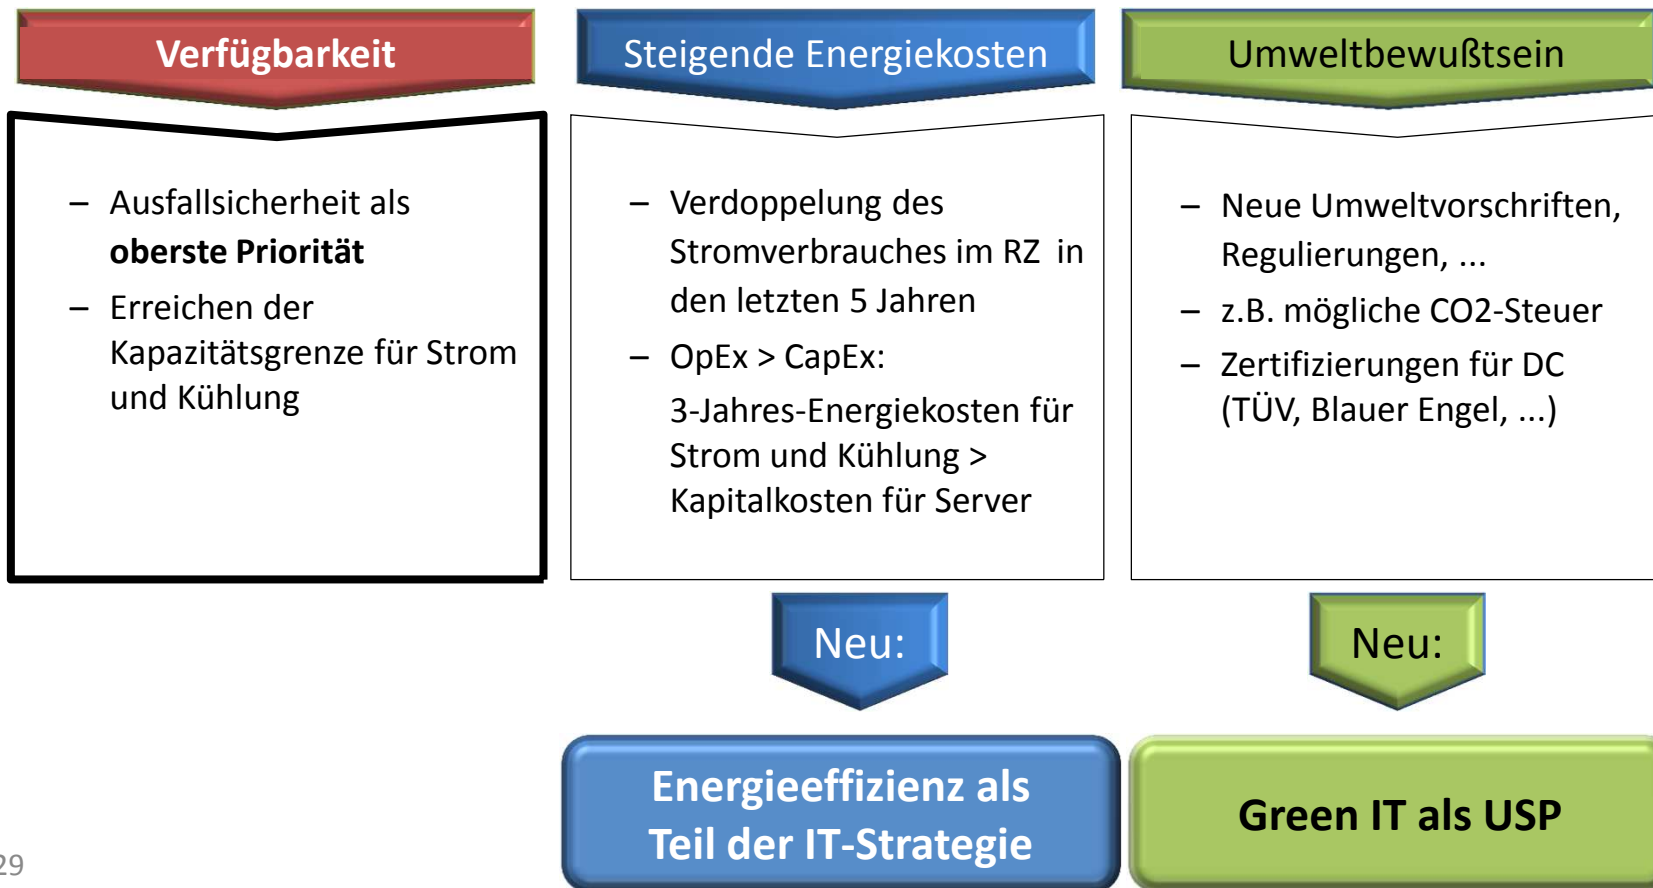 Verfügbarkeit
– Ausfallsicherheit als
oberste Priorität
– Erreichen der
Kapazitätsgrenze für Strom
und Kühlung
Steigende Energiekosten
– Verdoppelung des
Stromverbrauches im RZ in
den letzten 5 Jahren
– OpEx > CapEx:
3-Jahres-Energiekosten für
Strom und Kühlung >
Kapitalkosten für Server
Neu:
Energieeffizienz als
Teil der IT-Strategie
Umweltbewußtsein
– Neue Umweltvorschriften,
Regulierungen, ...
– z.B. mögliche CO2-Steuer
– Zertifizierungen für DC
(TÜV, Blauer Engel, ...)
Neu:
Green IT als USP
29